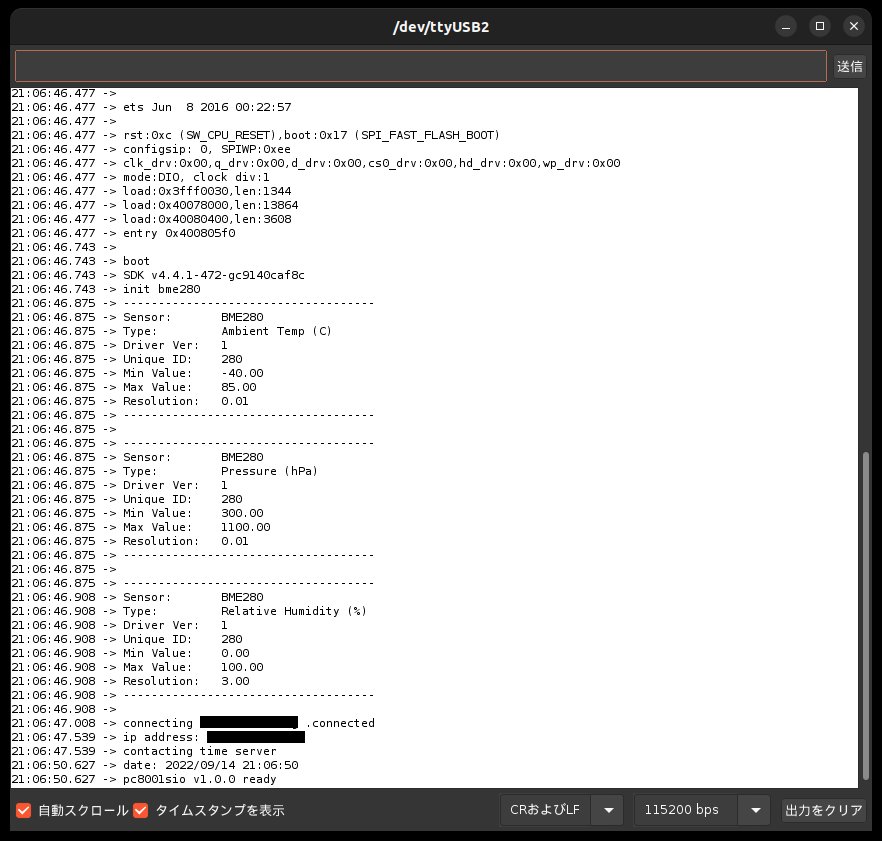 /dev/ttyUSB2
送信
21:06:46.477 ->
21:06:46.477 -> ets Jun  8 2016 00:22:57
21:06:46.477 ->
21:06:46.477 -> rst:0xc (SW_CPU_RESET),boot:0x17 (SPI_FAST_FLASH_BOOT)
21:06:46.477 -> configsip: 0, SPIWP:0xee
21:06:46.477 -> clk_drv:0x00,q_drv:0x00,d_drv:0x00,cs0_drv:0x00,hd_drv:0x00,wp_drv:0x00
21:06:46.477 -> mode:DIO, clock div:1
21:06:46.477 -> load:0x3fff0030,len:1344
21:06:46.477 -> load:0x40078000,len:13864
21:06:46.477 -> load:0x40080400,len:3608
21:06:46.477 -> entry 0x400805f0
21:06:46.743 ->
21:06:46.743 -> boot
21:06:46.743 -> SDK v4.4.1-472-gc9140caf8c
21:06:46.743 -> init bme280
21:06:46.875 -> ------------------------------------
21:06:46.875 -> Sensor:       BME280
21:06:46.875 -> Type:         Ambient Temp (C)
21:06:46.875 -> Driver Ver:   1
21:06:46.875 -> Unique ID:    280
21:06:46.875 -> Min Value:    -40.00
21:06:46.875 -> Max Value:    85.00
21:06:46.875 -> Resolution:   0.01
21:06:46.875 -> ------------------------------------
21:06:46.875 ->
21:06:46.875 -> ------------------------------------
21:06:46.875 -> Sensor:       BME280
21:06:46.875 -> Type:         Pressure (hPa)
21:06:46.875 -> Driver Ver:   1
21:06:46.875 -> Unique ID:    280
21:06:46.875 -> Min Value:    300.00
21:06:46.875 -> Max Value:    1100.00
21:06:46.875 -> Resolution:   0.01
21:06:46.875 -> ------------------------------------
21:06:46.875 ->
21:06:46.875 -> ------------------------------------
21:06:46.908 -> Sensor:       BME280
21:06:46.908 -> Type:         Relative Humidity (%)
21:06:46.908 -> Driver Ver:   1
21:06:46.908 -> Unique ID:    280
21:06:46.908 -> Min Value:    0.00
21:06:46.908 -> Max Value:    100.00
21:06:46.908 -> Resolution:   3.00
21:06:46.908 -> ------------------------------------
21:06:46.908 ->
21:06:47.008 -> connecting .connected
21:06:47.539 -> ip address:
21:06:47.539 -> contacting time server
21:06:50.627 -> date: 2022/09/14 21:06:50
21:06:50.627 -> pc8001sio v1.0.0 ready
自動スクロール タイムスタンプを表示 CRおよびLF 115200 bps 出力をクリア